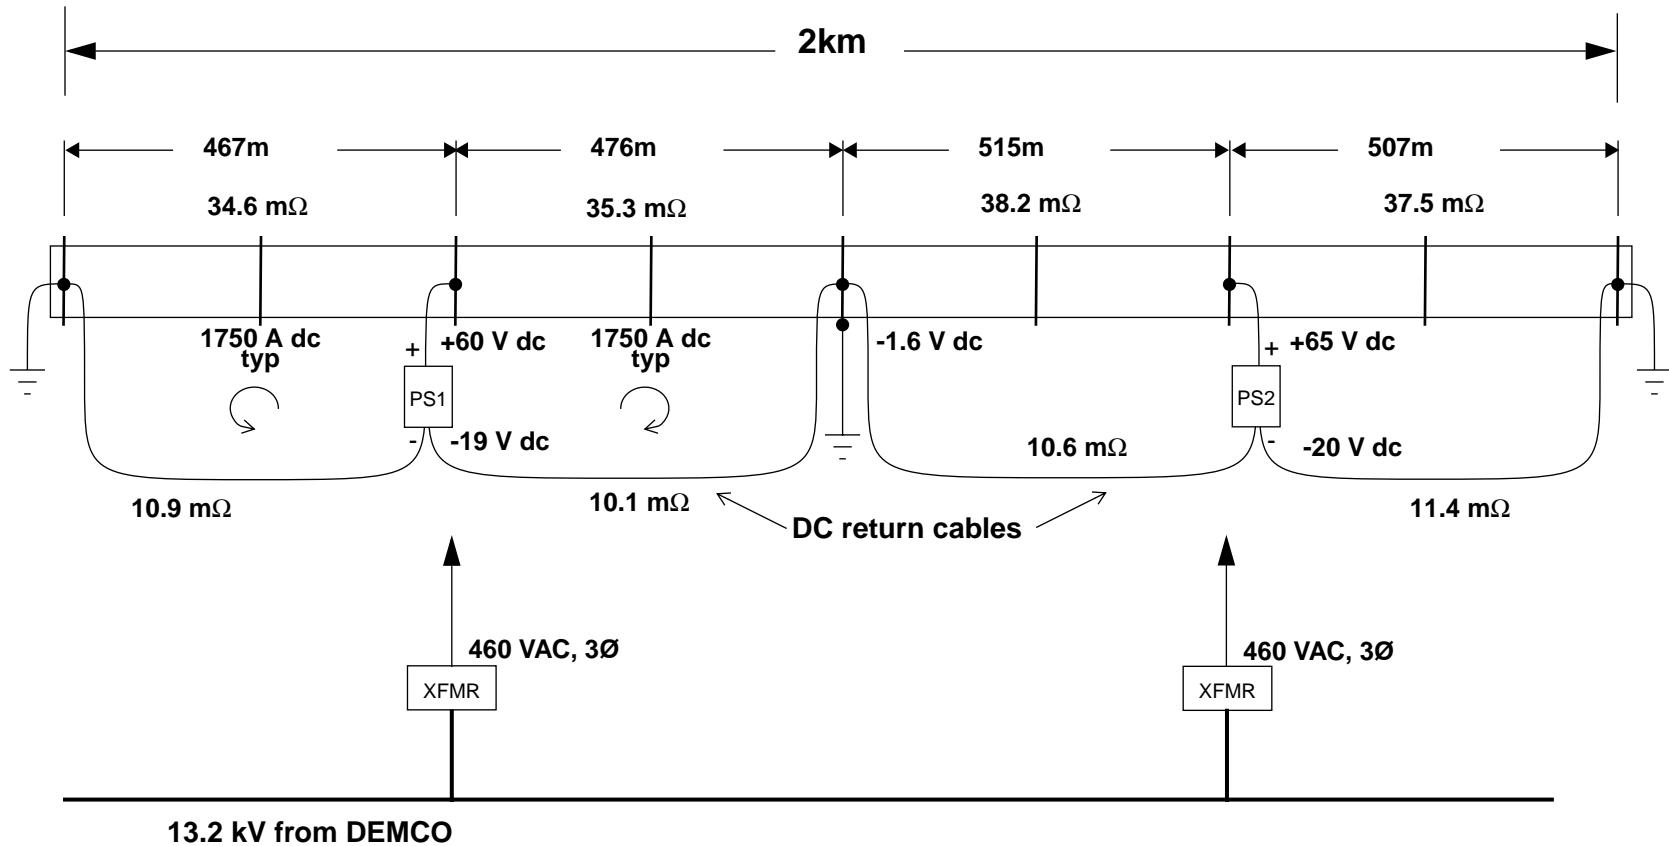 2km
467m
476m
515m
507m
34.6 mΩ
35.3 mΩ
38.2 mΩ
37.5 mΩ
1750 A dc
typ
+
+60 V dc
1750 A dc
typ
-1.6 V dc
+
+65 V dc
PS1
PS2
-
-19 V dc
-
-20 V dc
10.6 mΩ
10.9 mΩ
10.1 mΩ
11.4 mΩ
DC return cables
460 VAC, 3Ø
460 VAC, 3Ø
XFMR
XFMR
13.2 kV from DEMCO